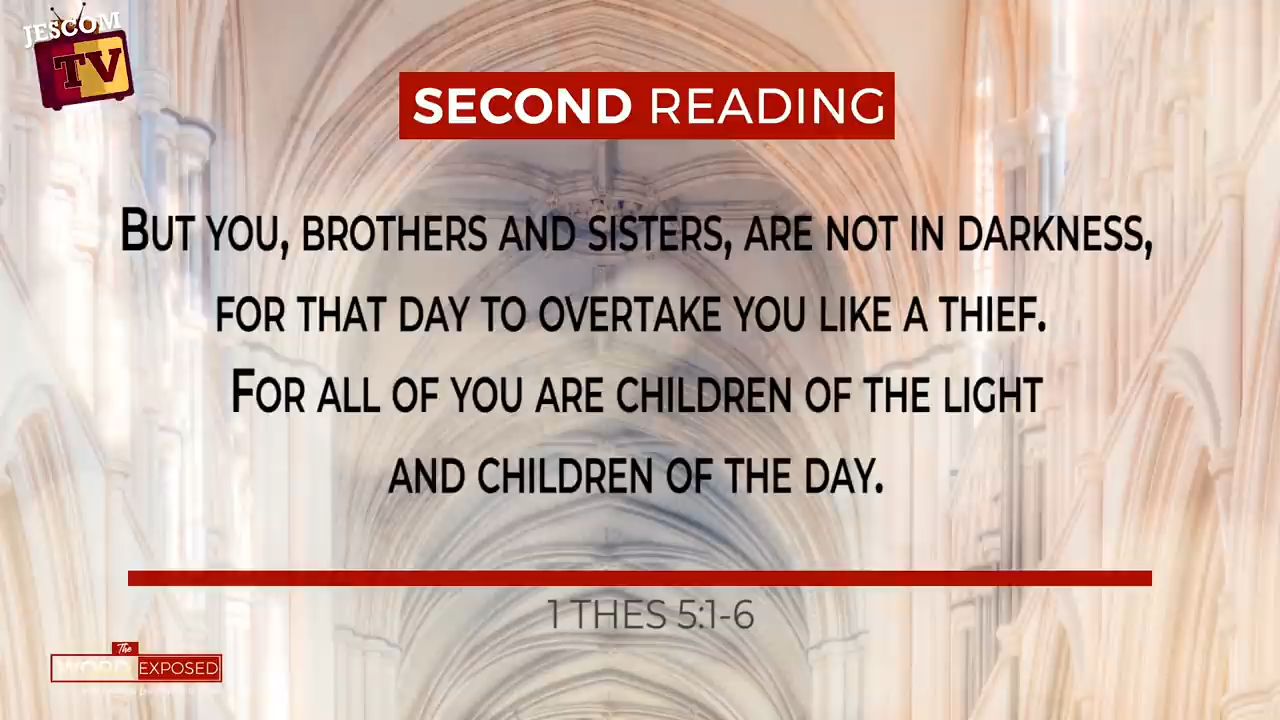 JESCOM
TV
SECOND READING
BUT YOU, BROTHERS AND SISTERS, ARE NOT IN DARKNESS,
FOR THAT DAY TO OVERTAKE YOU LIKE A THIEF.
FOR ALL OF YOU ARE CHILDREN OF THE LIGHT
AND CHILDREN OF THE DAY.
1 THES 5:1-6
The
WORD EXPOSED